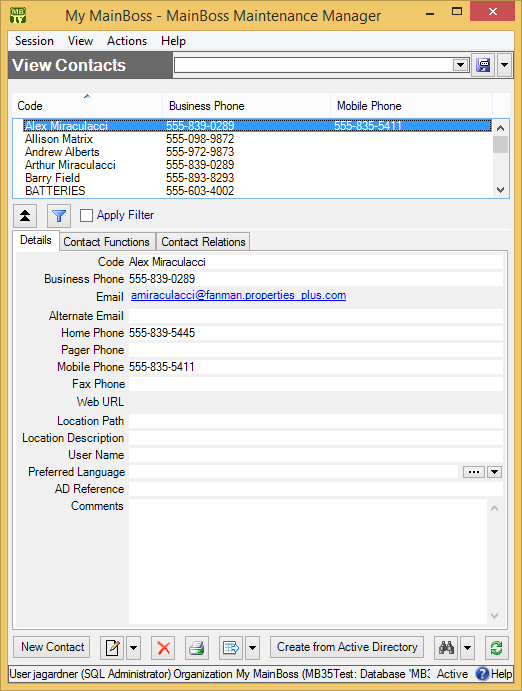 MB
My MainBoss - MainBoss Maintenance Manager
Session View Actions Help
View Contacts
Code Business Phone Mobile Phone
Alex Miraculacci 555-839-0289 555-835-5411
Allison Matrix 555-098-9872
Andrew Alberts 555-972-9873
Arthur Miraculacci 555-839-0289
Barry Field 555-893-8293
BATTERIES 555-603-4002
Apply Filter
Details Contact Functions Contact Relations
Code Alex Miraculacci
Business Phone 555-839-0289
Email amiraculacci@fanman.properties_plus.com
Alternate Email
Home Phone 555-839-5445
Pager Phone
Mobile Phone 555-835-5411
Fax Phone
Web URL
Location Path
Location Description
User Name
Preferred Language ...
AD Reference
Comments
New Contact Create from Active Directory
User jagardner (SQL Administrator) Organization My MainBoss (MB35Test: Database "MB3 Active Help